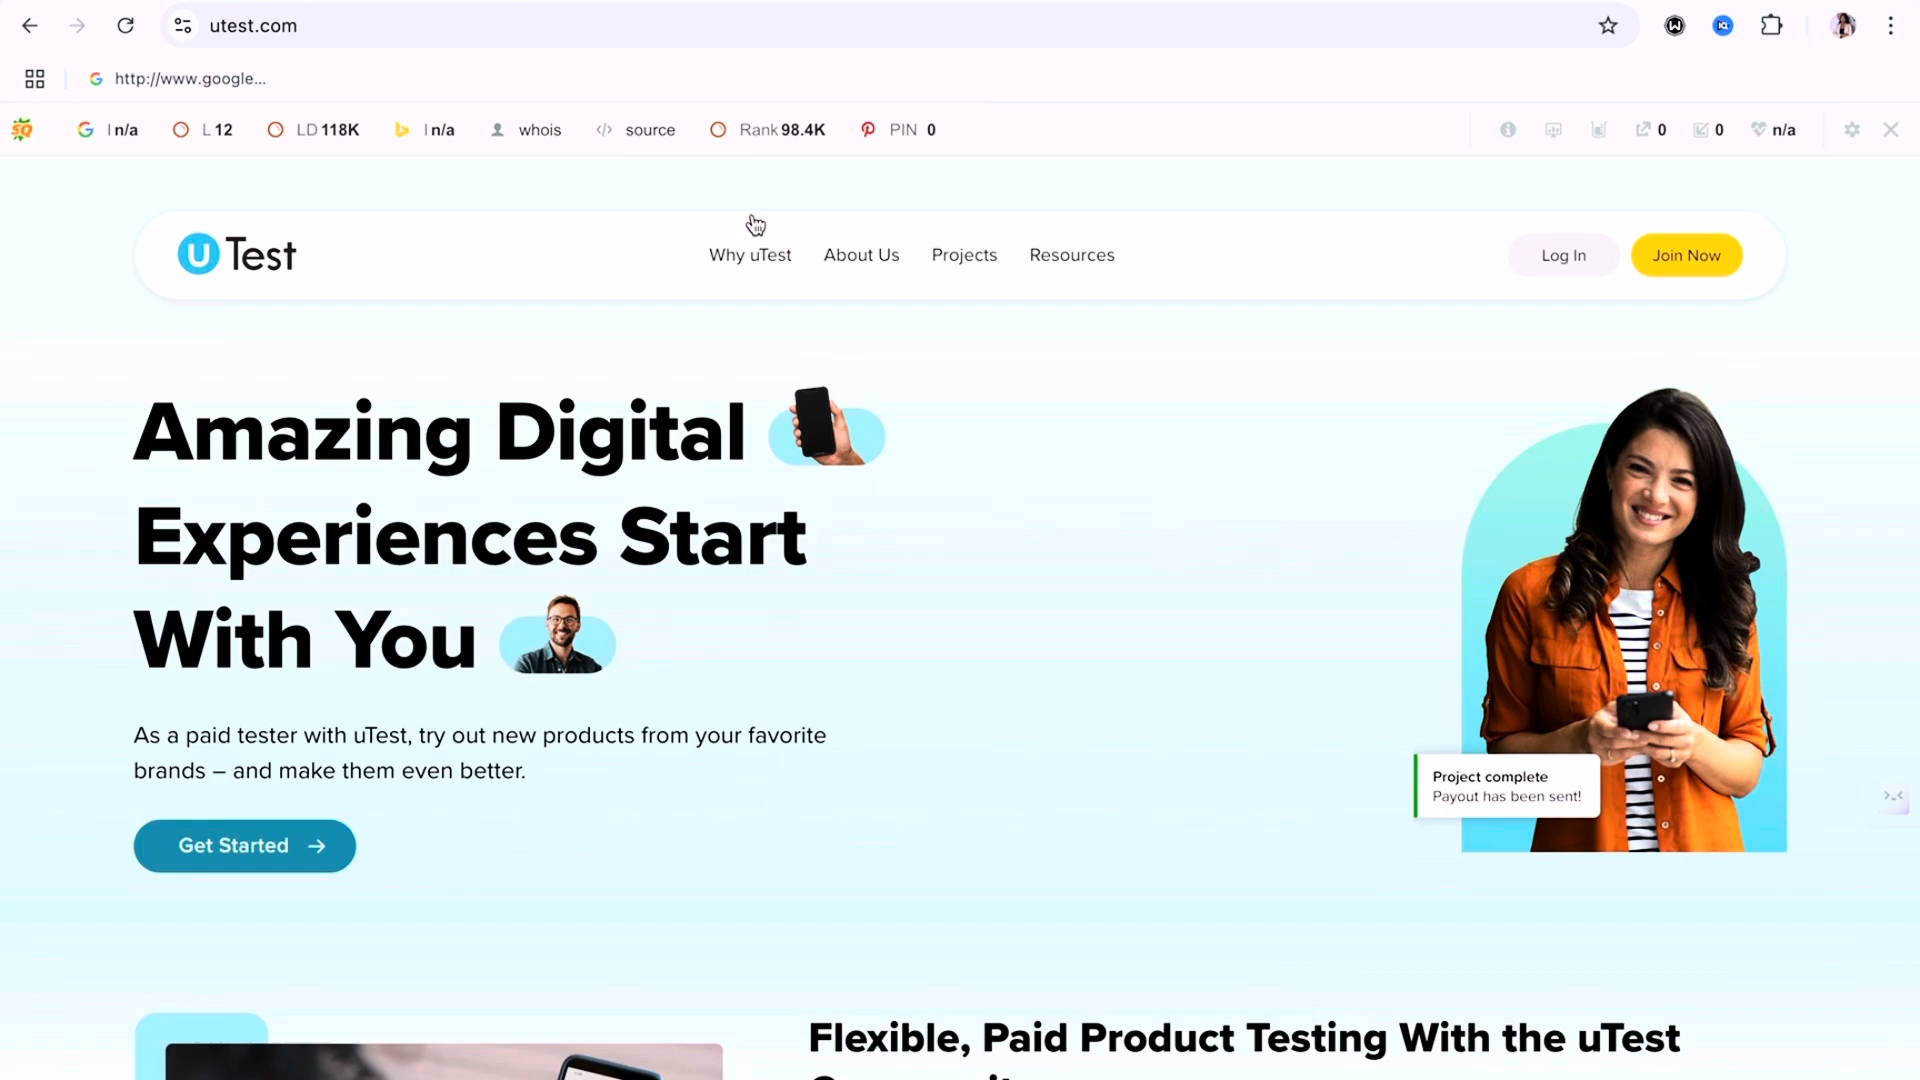 utest.com
http://www.google...
SQ
I n/a
L 12
LD 118K
I n/a
whois
source
Rank 98.4K
PIN 0
0
0
n/a
U Test
Why uTest
About Us
Projects
Resources
Log In
Join Now
Amazing Digital
Experiences Start
With You
As a paid tester with uTest, try out new products from your favorite
brands – and make them even better.
Get Started
Project complete
Payout has been sent!
Flexible, Paid Product Testing With the uTest